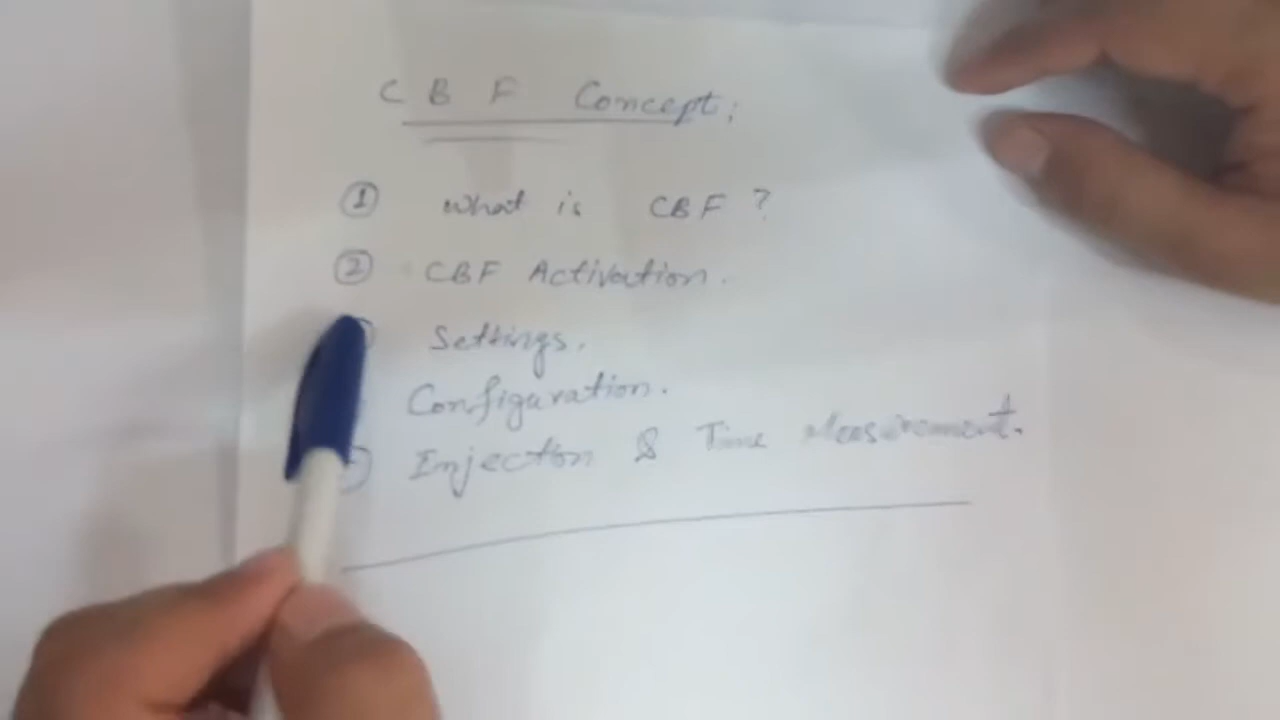 CBF Concept:
① What is CBF?
② CBF Activation.
Settings.
Configuration.
Injection & Time Measurement.